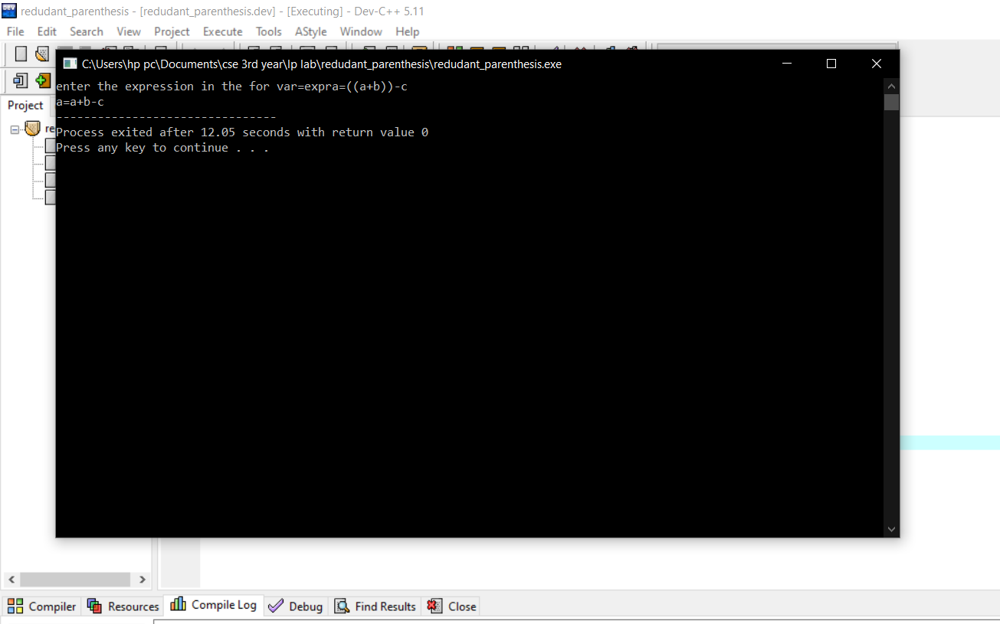 redudant_parenthesis - [redudant_parenthesis.dev] - [Executing] - Dev-C++ 5.11
File Edit Search View Project Execute Tools AStyle Window Help
C:\Users\hp pc\Documents\cse 3rd year\lp lab\redudant_parenthesis\redudant_parenthesis.exe
enter the expression in the for var=expra=((a+b))-c
a=a+b-c
--------------------------------
Process exited after 12.05 seconds with return value 0
Press any key to continue . . .
Project
re
Compiler Resources Compile Log Debug Find Results Close